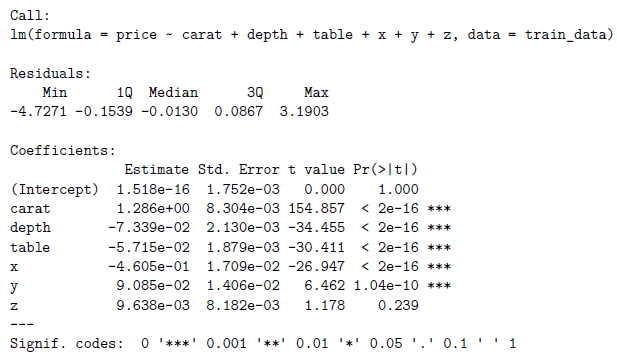 Call:
lm(formula = price ~ carat + depth + table + x + y + z, data = train_data)
Residuals:
Min 1Q Median 3Q Max
-4.7271 -0.1539 -0.0130 0.0867 3.1903
Coefficients:
Estimate Std. Error t value Pr(>|t|)
(Intercept) 1.518e-16 1.752e-03 0.000 1.000
carat 1.286e+00 8.304e-03 154.857 < 2e-16 ***
depth -7.339e-02 2.130e-03 -34.455 < 2e-16 ***
table -5.715e-02 1.879e-03 -30.411 < 2e-16 ***
x -4.605e-01 1.709e-02 -26.947 < 2e-16 ***
y 9.085e-02 1.406e-02 6.462 1.04e-10 ***
z 9.638e-03 8.182e-03 1.178 0.239
---
Signif. codes: 0 '***' 0.001 '**' 0.01 '*' 0.05 '.' 0.1 ' ' 1